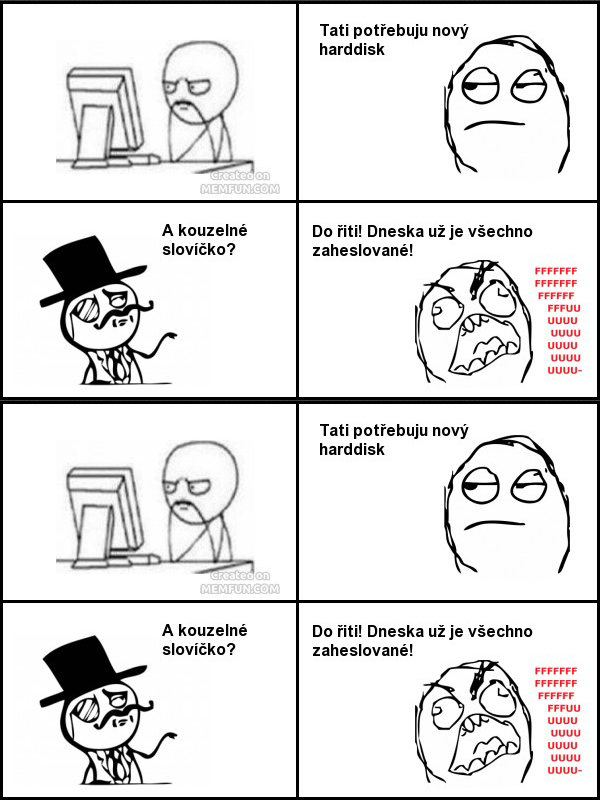 Created on
MEMFUN.COM
Tati potřebuju nový
harddisk
A kouzelné
slovíčko?
Do řiti! Dneska už je všechno
zaheslované!
FFFFFFF
FFFFFFF
FFFFFF
FFFUU
UUUU
UUUU
UUUU
UUUU
UUUU-
Created on
MEMFUN.COM
Tati potřebuju nový
harddisk
A kouzelné
slovíčko?
Do řiti! Dneska už je všechno
zaheslované!
FFFFFFF
FFFFFFF
FFFFFF
FFFUU
UUUU
UUUU
UUUU
UUUU
UUUU-